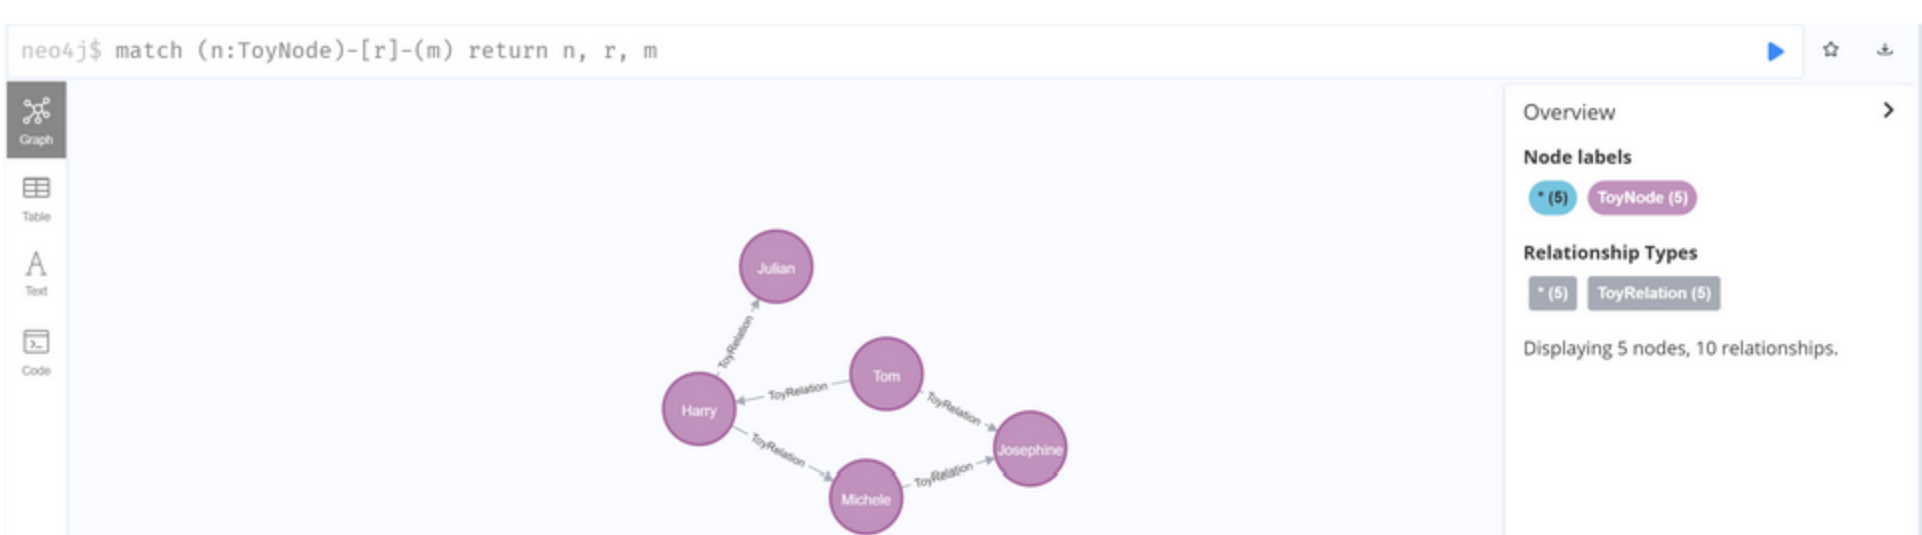 neo4j$ match (n:ToyNode)-[r]-(m) return n, r, m
Graph
Table
Text
Code
Julian
ToyRelation
Tom
ToyRelation
Harry
ToyRelation
Josephine
ToyRelation
ToyRelation
Michele
Overview
Node labels
* (5) ToyNode (5)
Relationship Types
* (5) ToyRelation (5)
Displaying 5 nodes, 10 relationships.